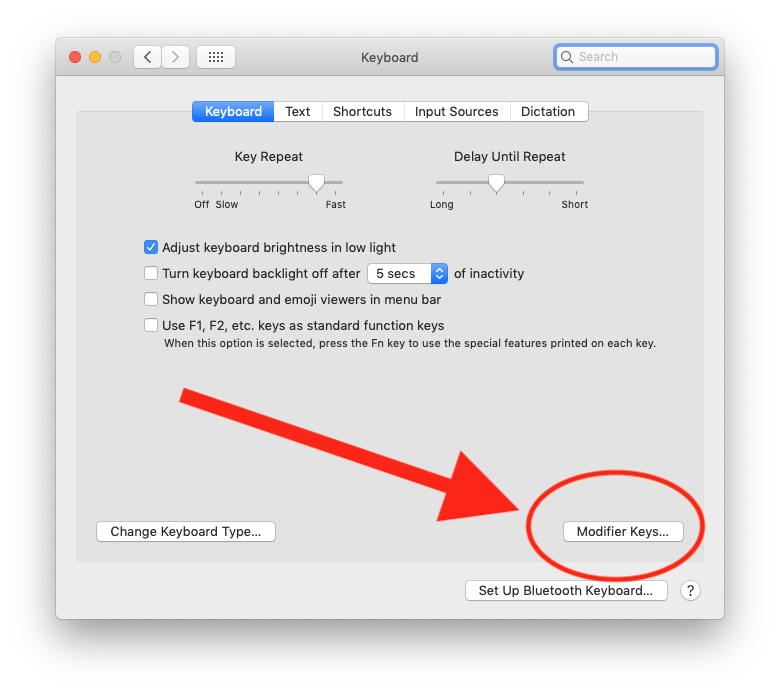 Keyboard
Search
Keyboard Text Shortcuts Input Sources Dictation
Key Repeat Delay Until Repeat
Off Slow Fast Long Short
Adjust keyboard brightness in low light
Turn keyboard backlight off after 5 secs of inactivity
Show keyboard and emoji viewers in menu bar
Use F1, F2, etc. keys as standard function keys
When this option is selected, press the Fn key to use the special features printed on each key.
Change Keyboard Type... Modifier Keys...
Set Up Bluetooth Keyboard... ?